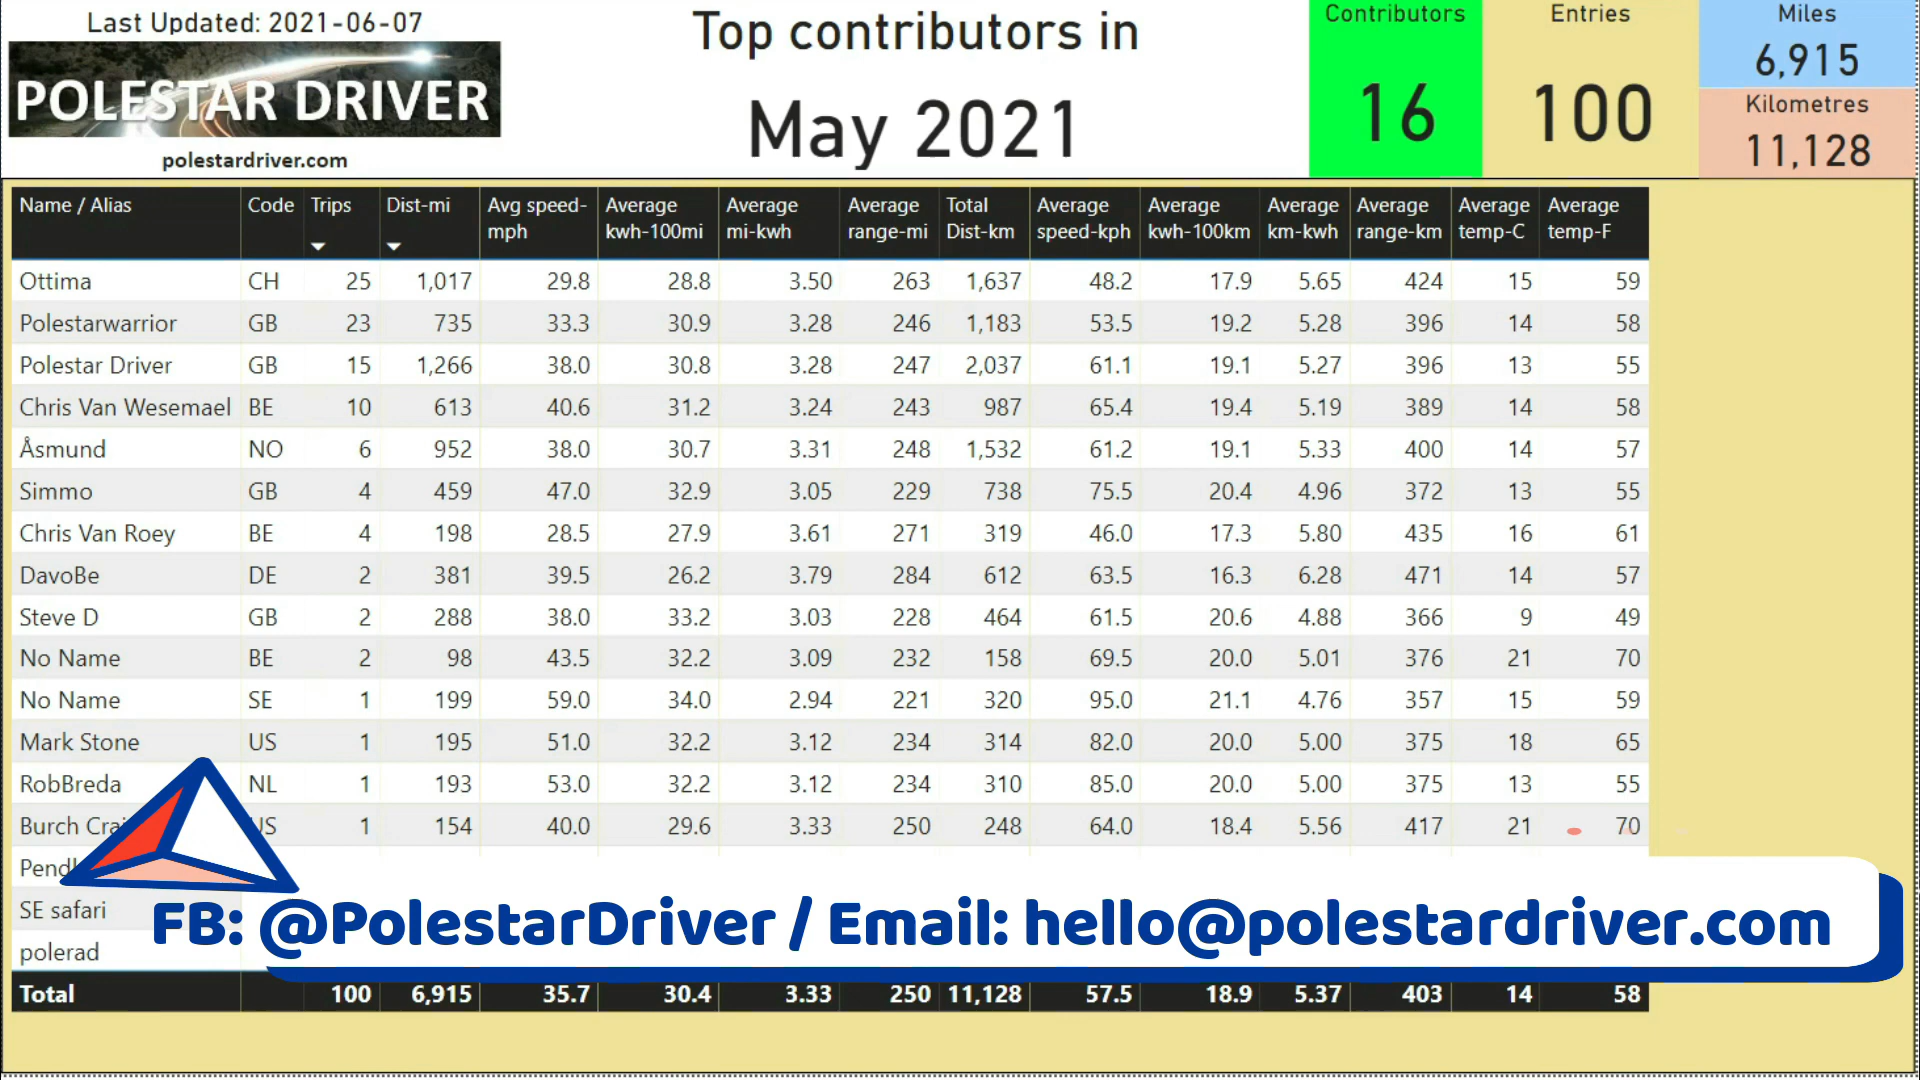 Last Updated: 2021-06-07
POLESTAR DRIVER
polestardriver.com
Top contributors in
May 2021
Contributors
16
Entries
100
Miles
6,915
Kilometres
11,128
Name / Alias Code Trips Dist-mi Avg speed-mph Average kwh-100mi Average mi-kwh Average range-mi Total Dist-km Average speed-kph Average kwh-100km Average km-kwh Average range-km Average temp-C Average temp-F
Ottima CH 25 1,017 29.8 28.8 3.50 263 1,637 48.2 17.9 5.65 424 15 59
Polestarwarrior GB 23 735 33.3 30.9 3.28 246 1,183 53.5 19.2 5.28 396 14 58
Polestar Driver GB 15 1,266 38.0 30.8 3.28 247 2,037 61.1 19.1 5.27 396 13 55
Chris Van Wesemael BE 10 613 40.6 31.2 3.24 243 987 65.4 19.4 5.19 389 14 58
Åsmund NO 6 952 38.0 30.7 3.31 248 1,532 61.2 19.1 5.33 400 14 57
Simmo GB 4 459 47.0 32.9 3.05 229 738 75.5 20.4 4.96 372 13 55
Chris Van Roey BE 4 198 28.5 27.9 3.61 271 319 46.0 17.3 5.80 435 16 61
DavoBe DE 2 381 39.5 26.2 3.79 284 612 63.5 16.3 6.28 471 14 57
Steve D GB 2 288 38.0 33.2 3.03 228 464 61.5 20.6 4.88 366 9 49
No Name BE 2 98 43.5 32.2 3.09 232 158 69.5 20.0 5.01 376 21 70
No Name SE 1 199 59.0 34.0 2.94 221 320 95.0 21.1 4.76 357 15 59
Mark Stone US 1 195 51.0 32.2 3.12 234 314 82.0 20.0 5.00 375 18 65
RobBreda NL 1 193 53.0 32.2 3.12 234 310 85.0 20.0 5.00 375 13 55
Burch US 1 154 40.0 29.6 3.33 250 248 64.0 18.4 5.56 417 21 70
SE safari
FB: @PolestarDriver / Email: hello@polestardriver.com
polerad
Total 100 6,915 35.7 30.4 3.33 250 11,128 57.5 18.9 5.37 403 14 58